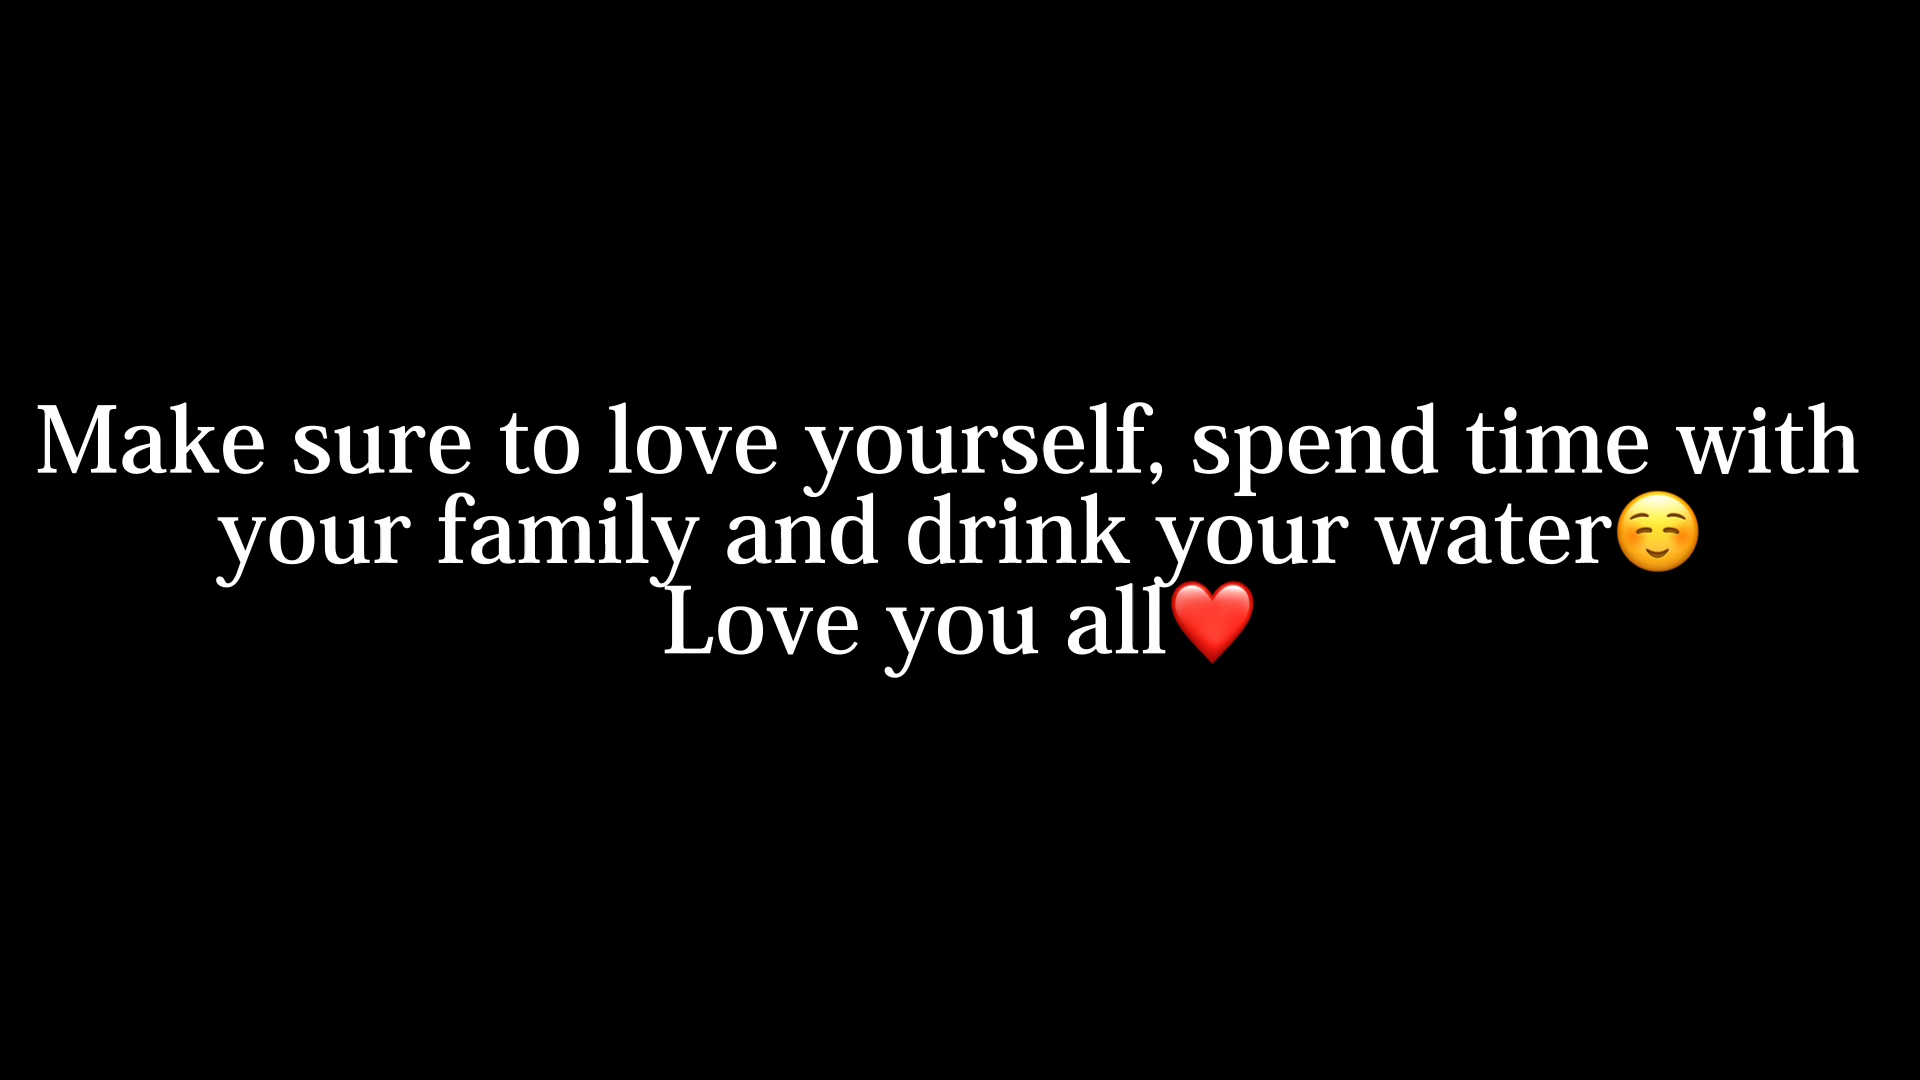 Make sure to love yourself, spend time with
your family and drink your water☺️
Love you all❤️